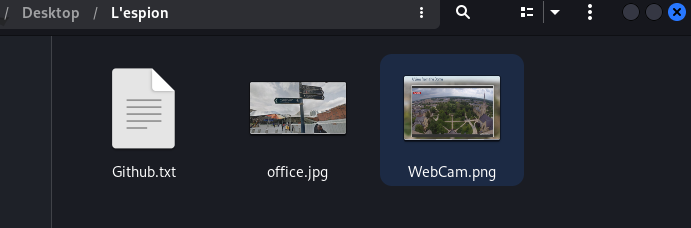 / Desktop / L'espion
Github.txt
office.jpg
WebCam.png